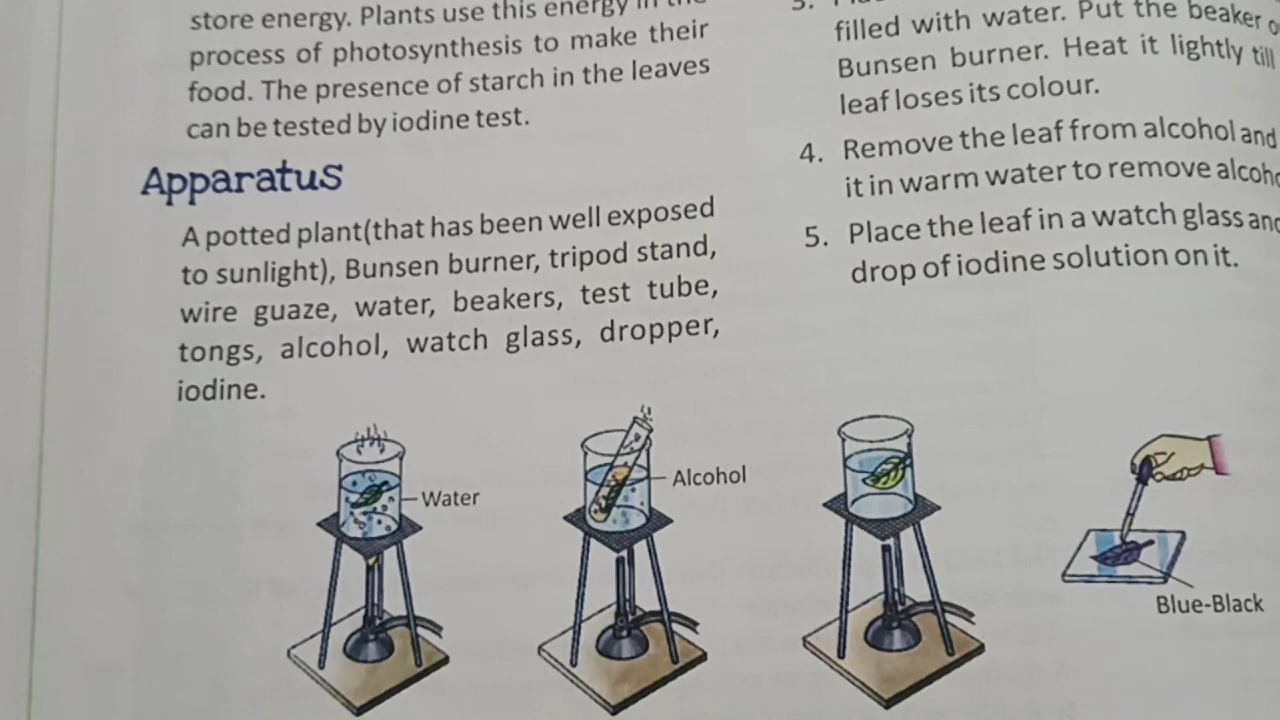 store energy. Plants use this energy in the
process of photosynthesis to make their
food. The presence of starch in the leaves
can be tested by iodine test.
Apparatus
A potted plant(that has been well exposed
to sunlight), Bunsen burner, tripod stand,
wire guaze, water, beakers, test tube,
tongs, alcohol, watch glass, dropper,
iodine.
filled with water. Put the beaker
Bunsen burner. Heat it lightly till
leaf loses its colour.
4. Remove the leaf from alcohol and
it in warm water to remove
5. Place the leaf in a watch glass
drop of iodine solution on it.
Water
Alcohol
Blue-Black